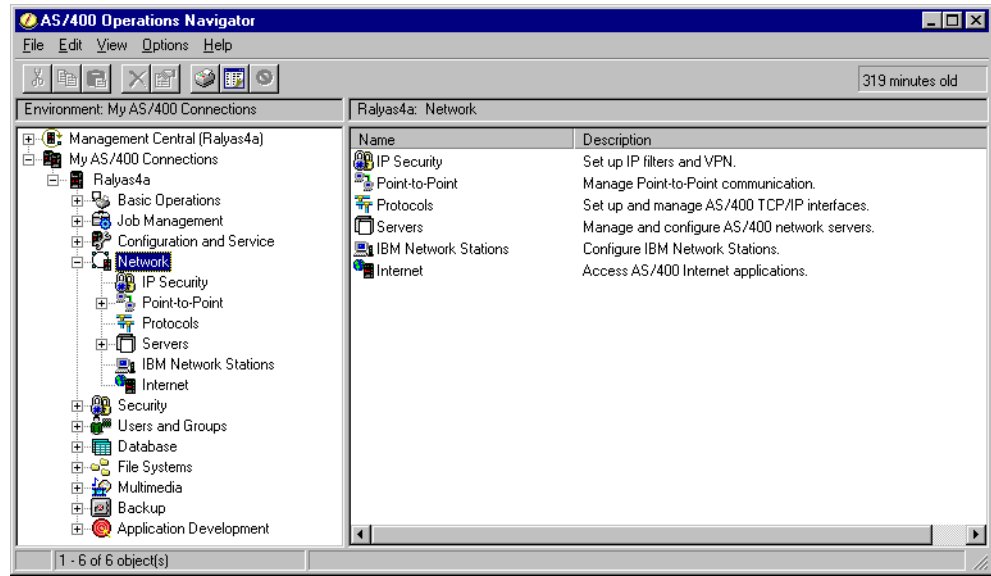 AS/400 Operations Navigator
File Edit View Options Help
319 minutes old
Environment: My AS/400 Connections
Ralyas4a: Network
Management Central (Ralyas4a)
My AS/400 Connections
Ralyas4a
Basic Operations
Job Management
Configuration and Service
Network
IP Security
Point-to-Point
Protocols
Servers
IBM Network Stations
Internet
Security
Users and Groups
Database
File Systems
Multimedia
Backup
Application Development
Name Description
IP Security Set up IP filters and VPN.
Point-to-Point Manage Point-to-Point communication.
Protocols Set up and manage AS/400 TCP/IP interfaces.
Servers Manage and configure AS/400 network servers.
IBM Network Stations Configure IBM Network Stations.
Internet Access AS/400 Internet applications.
1 - 6 of 6 object(s)